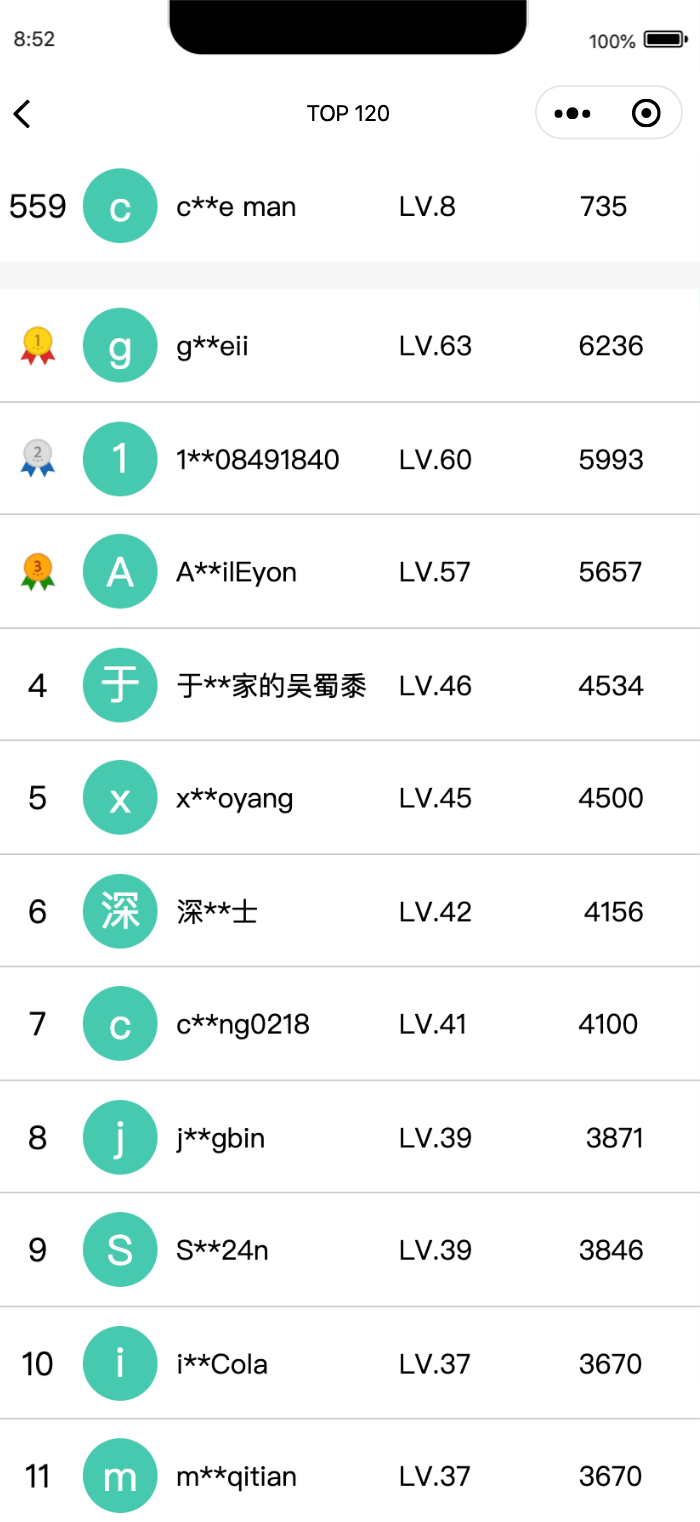 8:52 100%
TOP 120
559 c c**e man LV.8 735
1 g g**eii LV.63 6236
2 1 1**08491840 LV.60 5993
3 A A**ilEyon LV.57 5657
4 于 于**家的吴蜀黍 LV.46 4534
5 x x**oyang LV.45 4500
6 深 深**士 LV.42 4156
7 c c**ng0218 LV.41 4100
8 j j**gbin LV.39 3871
9 S S**24n LV.39 3846
10 i i**Cola LV.37 3670
11 m m**qitian LV.37 3670